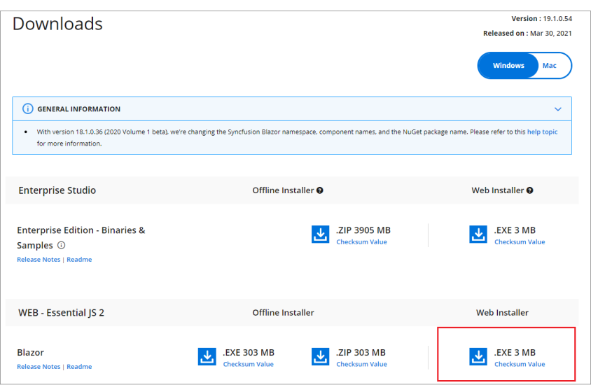 Downloads
Version : 19.1.0.54
Released on : Mar 30, 2021
Windows
Mac
GENERAL INFORMATION
• With version 18.1.0.36 (2020 Volume 1 beta), we're changing the Syncfusion Blazor namespace, component names, and the NuGet package name. Please refer to this help topic
for more information.
Enterprise Studio
Offline Installer
Web Installer
Enterprise Edition - Binaries &
Samples
Release Notes | Readme
.ZIP 3905 MB
Checksum Value
.EXE 3 MB
Checksum Value
WEB - Essential JS 2
Offline Installer
Web Installer
Blazor
Release Notes | Readme
.EXE 303 MB
Checksum Value
.ZIP 303 MB
Checksum Value
.EXE 3 MB
Checksum Value